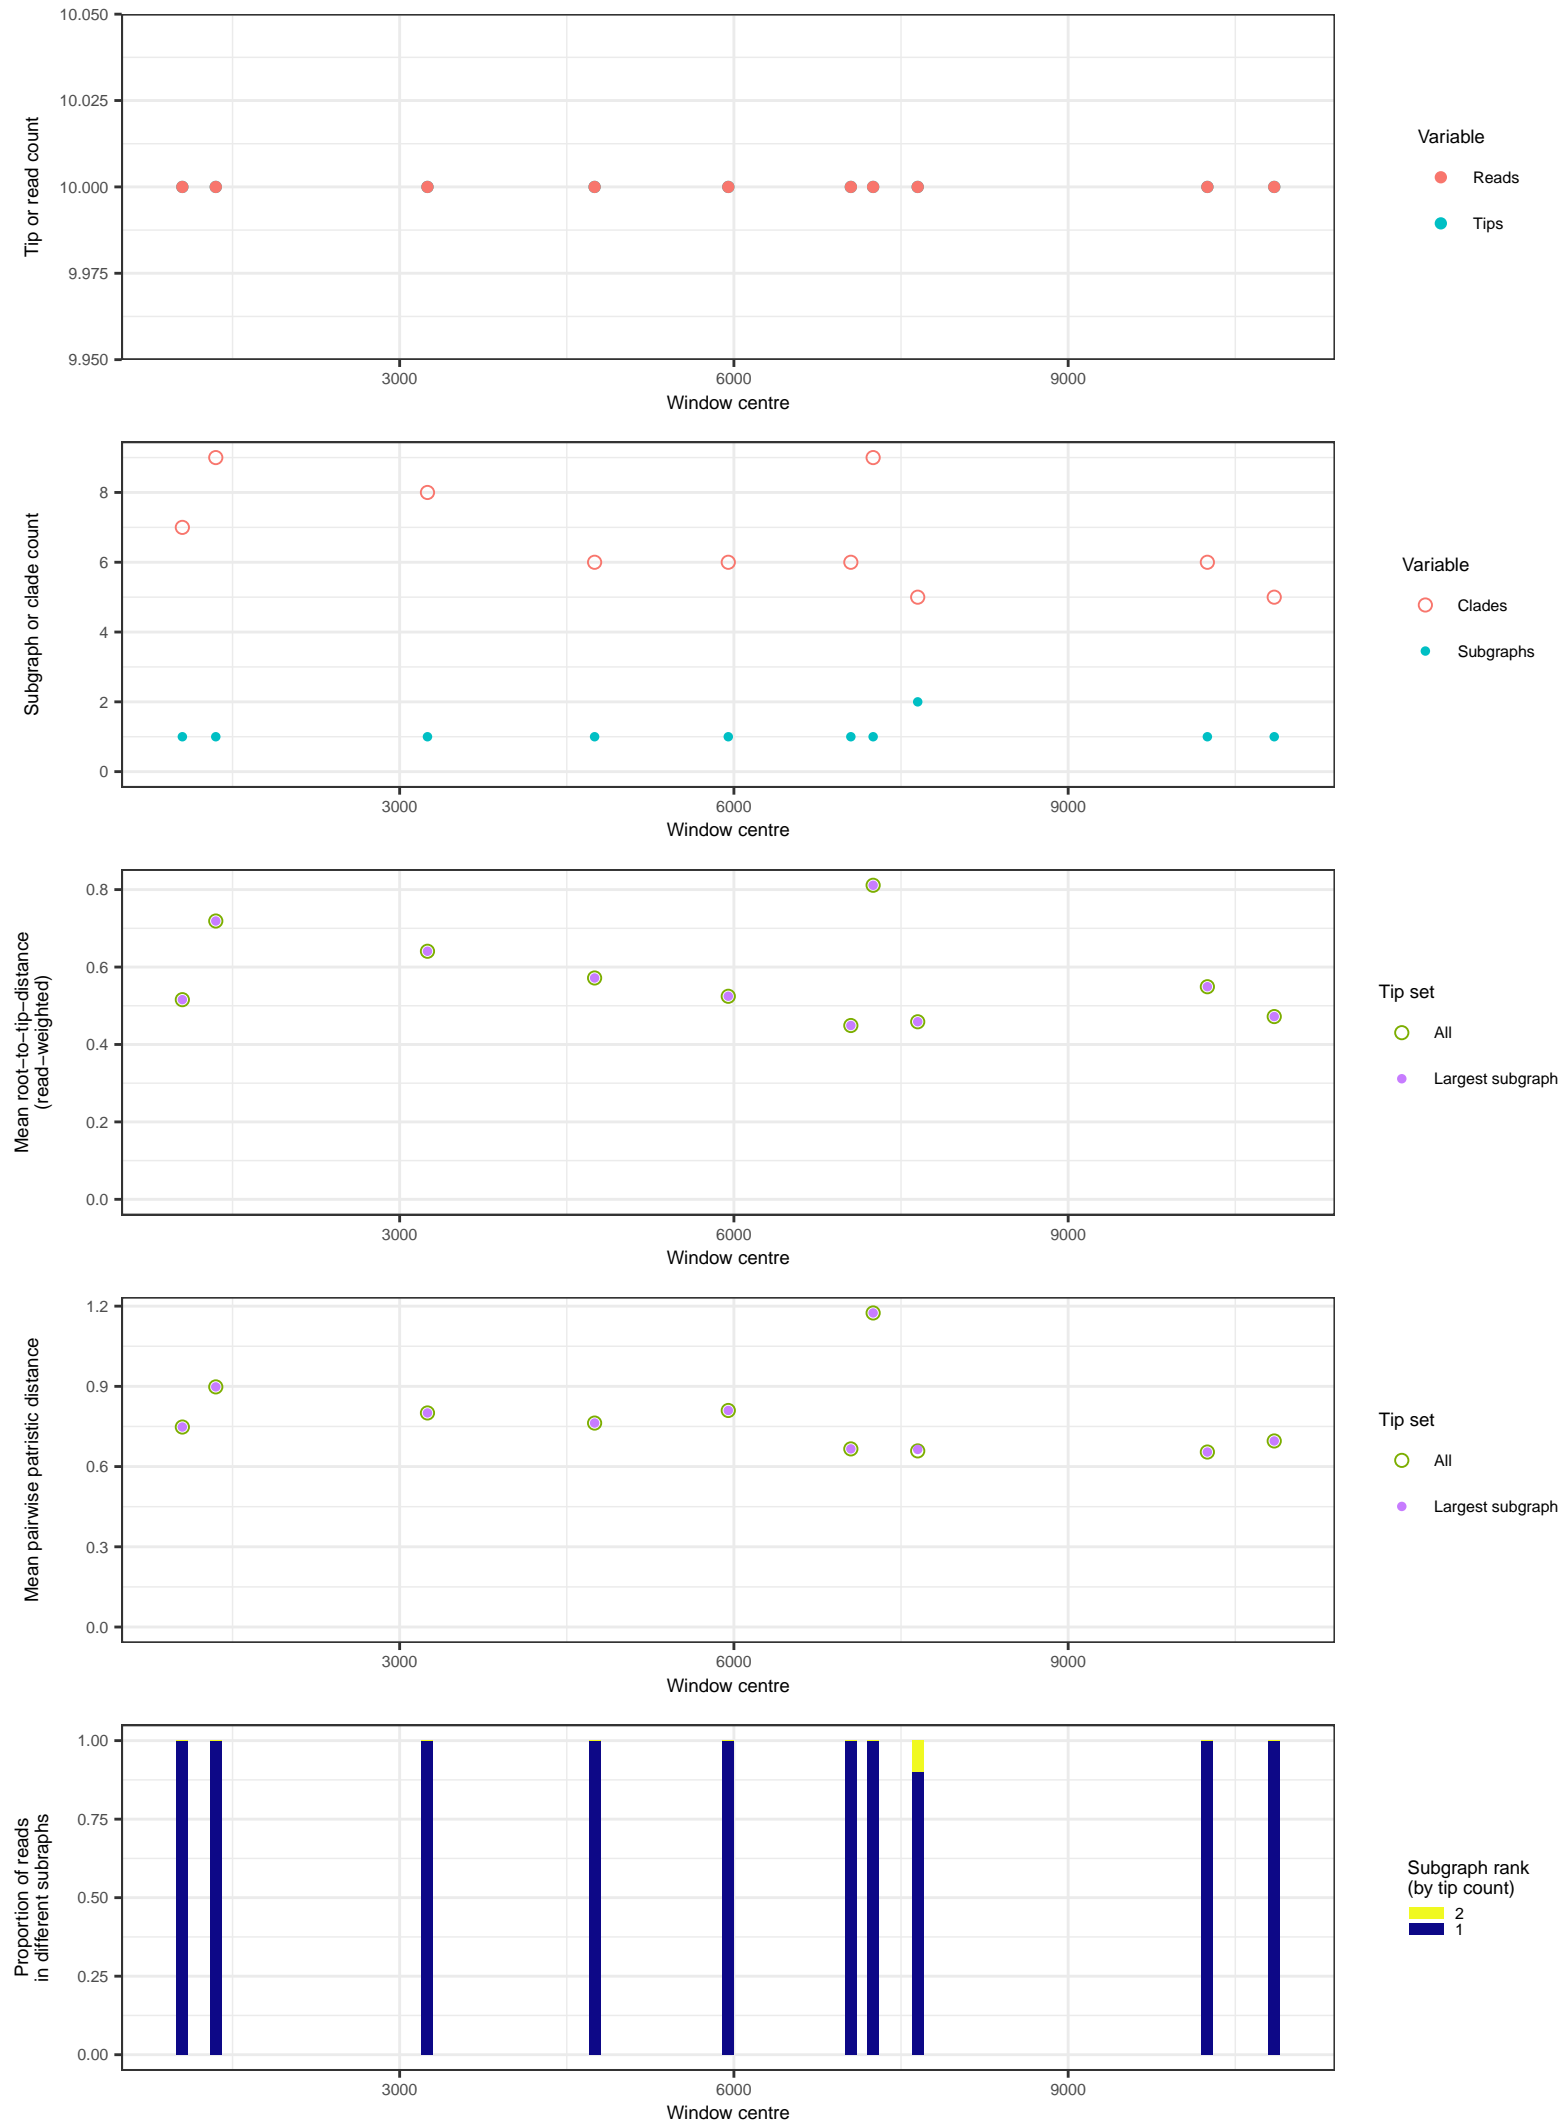 10.050
10.025
10.000
9.975
9.950
Tip or read count
3000 6000 9000
Window centre
Variable
Reads
Tips
8
6
4
2
0
Subgraph or clade count
3000 6000 9000
Window centre
Variable
Clades
Subgraphs
0.8
0.6
0.4
0.2
0.0
Mean root−to−tip−distance
(read−weighted)
3000 6000 9000
Window centre
Tip set
All
Largest subgraph
1.2
0.9
0.6
0.3
0.0
Mean pairwise patristic distance
3000 6000 9000
Window centre
Tip set
All
Largest subgraph
1.00
0.75
0.50
0.25
0.00
Proportion of reads
in different subraphs
3000 6000 9000
Window centre
Subgraph rank
(by tip count)
2
1